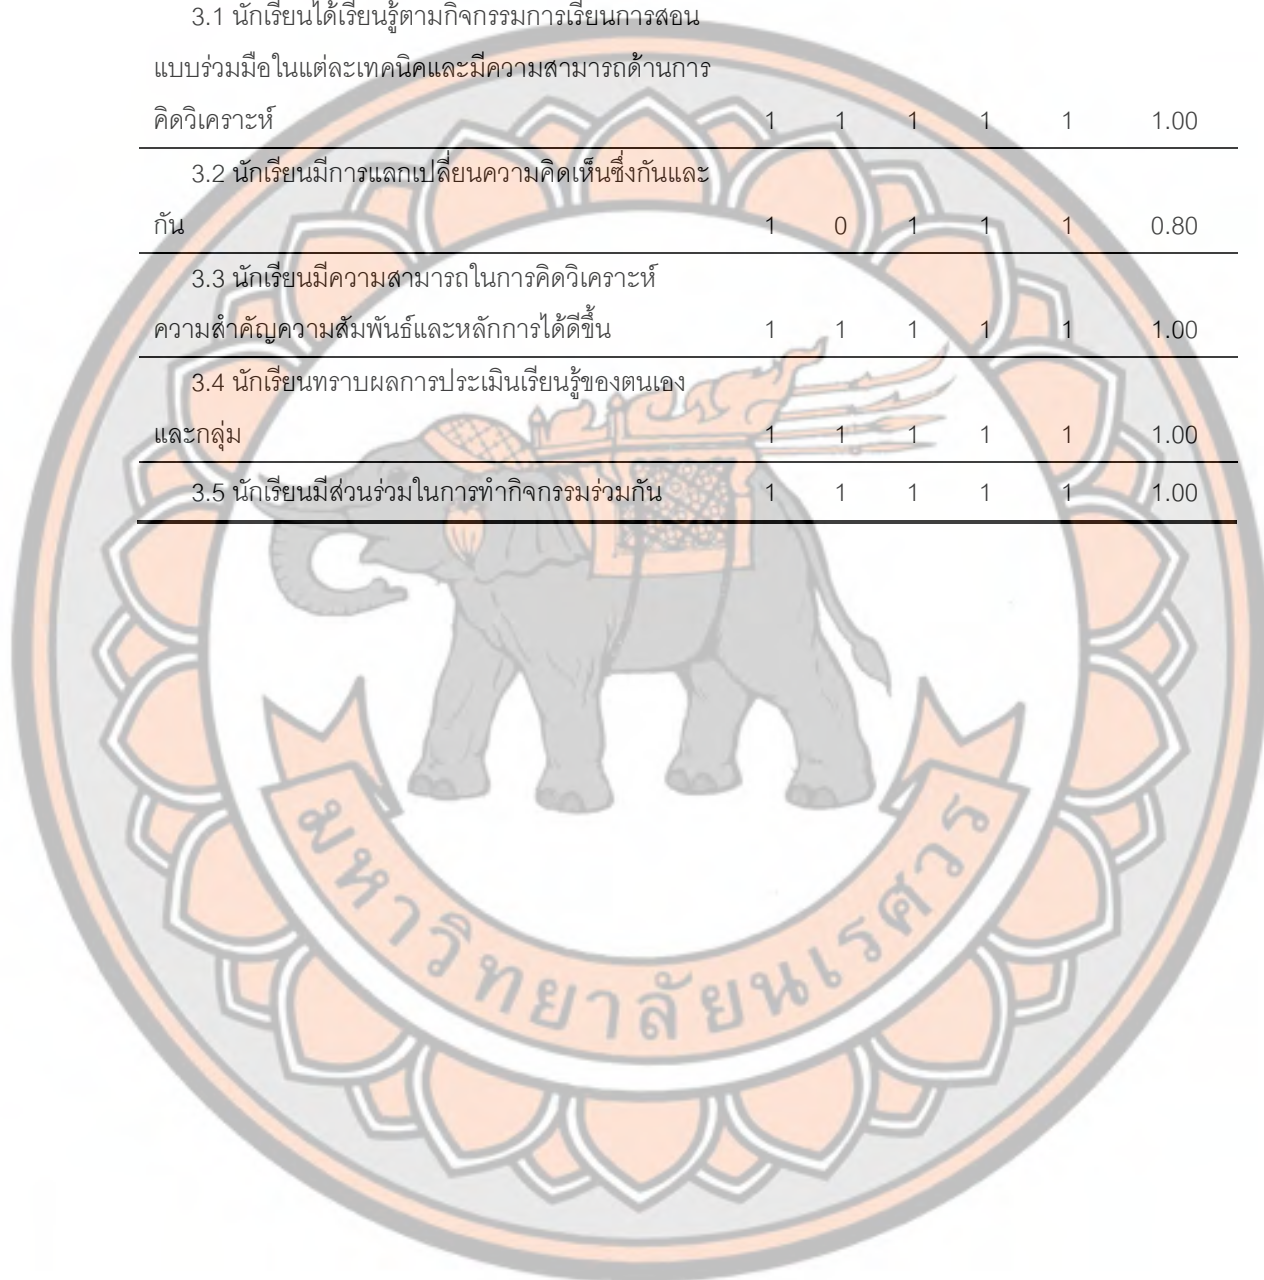 3.1 นักเรียนได้เรียนรู้ตามกิจกรรมการเรียนการสอน
แบบร่วมมือในแต่ละเทคนิคและมีความสามารถด้านการ
คิดวิเคราะห์ 1 1 1 1 1 1.00
3.2 นักเรียนมีการแลกเปลี่ยนความคิดเห็นซึ่งกันและ
กัน 1 0 1 1 1 0.80
3.3 นักเรียนมีความสามารถในการคิดวิเคราะห์
ความสำคัญความสัมพันธ์และหลักการได้ดีขึ้น 1 1 1 1 1 1.00
3.4 นักเรียนทราบผลการประเมินเรียนรู้ของตนเอง
และกลุ่ม 1 1 1 1 1 1.00
3.5 นักเรียนมีส่วนร่วมในการทำกิจกรรมร่วมกัน 1 1 1 1 1 1.00
มหาวิทยาลัยนเรศวร